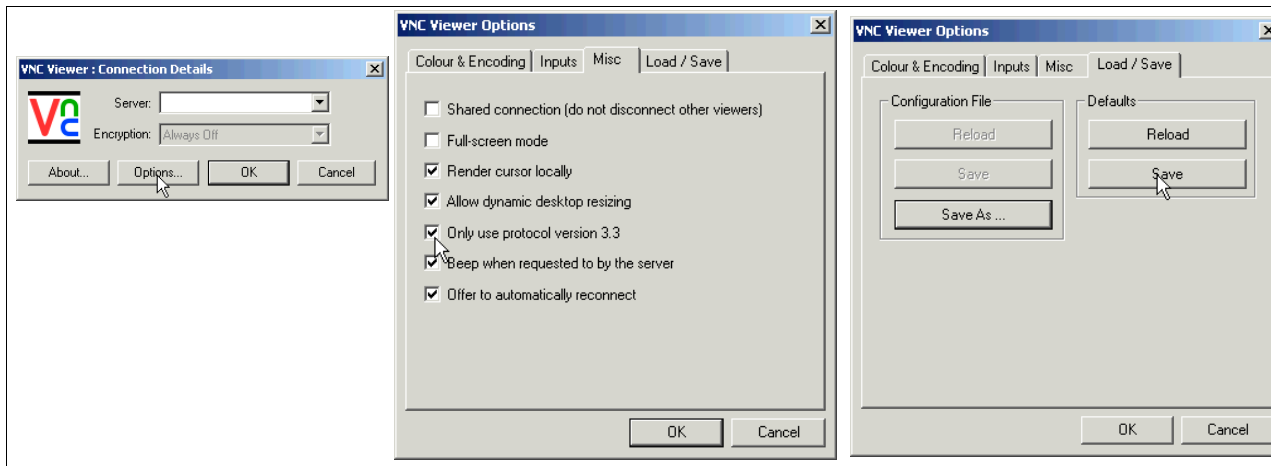 VNC Viewer : Connection Details
VNC
Server:
Encryption: Always Off
About... Options... OK Cancel
VNC Viewer Options
Colour & Encoding Inputs Misc Load / Save
Shared connection (do not disconnect other viewers)
Full-screen mode
Render cursor locally
Allow dynamic desktop resizing
Only use protocol version 3.3
Beep when requested to by the server
Offer to automatically reconnect
OK Cancel
VNC Viewer Options
Colour & Encoding Inputs Misc Load / Save
Configuration File
Reload
Save
Save As ...
Defaults
Reload
Save
OK Cancel